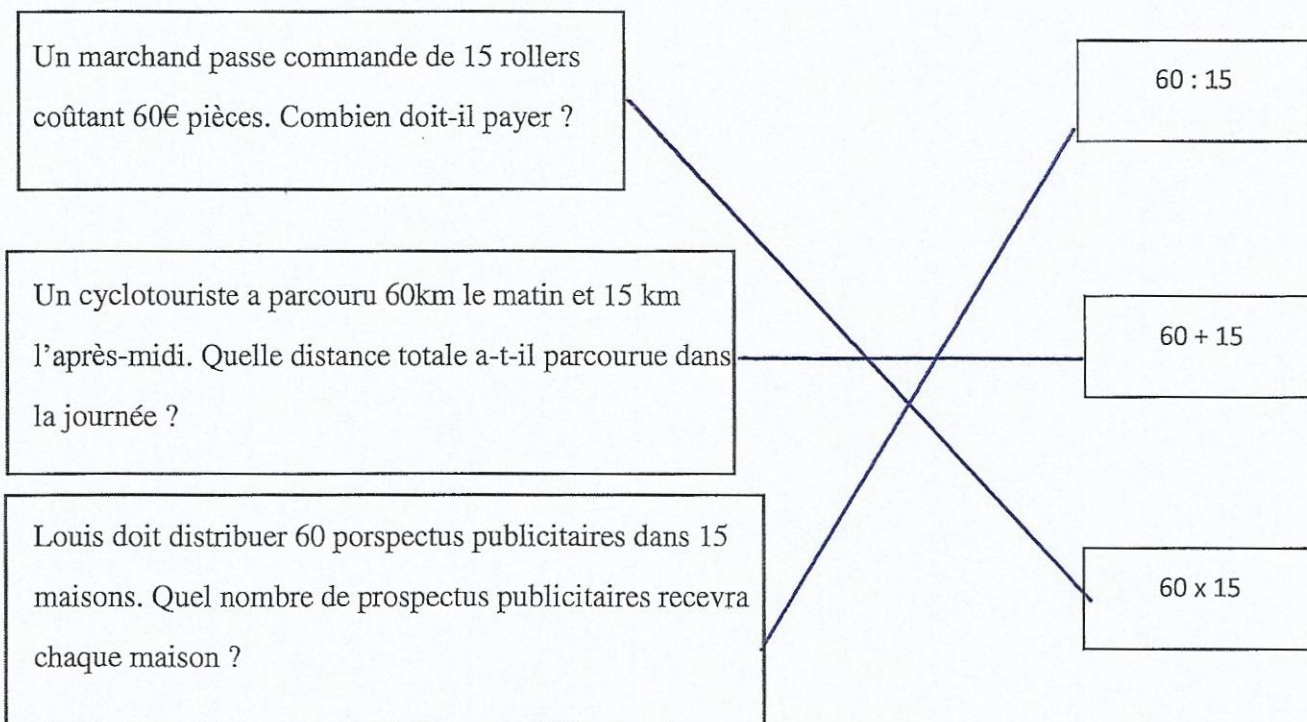 Un marchand passe commande de 15 rollers
coûtant 60€ pièces. Combien doit-il payer ?
60 : 15
Un cyclotouriste a parcouru 60km le matin et 15 km
l'après-midi. Quelle distance totale a-t-il parcourue dans
la journée ?
60 + 15
Louis doit distribuer 60 porspectus publicitaires dans 15
maisons. Quel nombre de prospectus publicitaires recevra
chaque maison ?
60 x 15